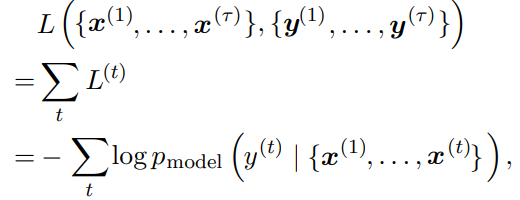 L({x^(1), . . . , x^(τ)}, {y^(1), . . . , y^(τ)})
= ∑_t L^(t)
= − ∑_t log p_model (y^(t) | {x^(1), . . . , x^(t)}),